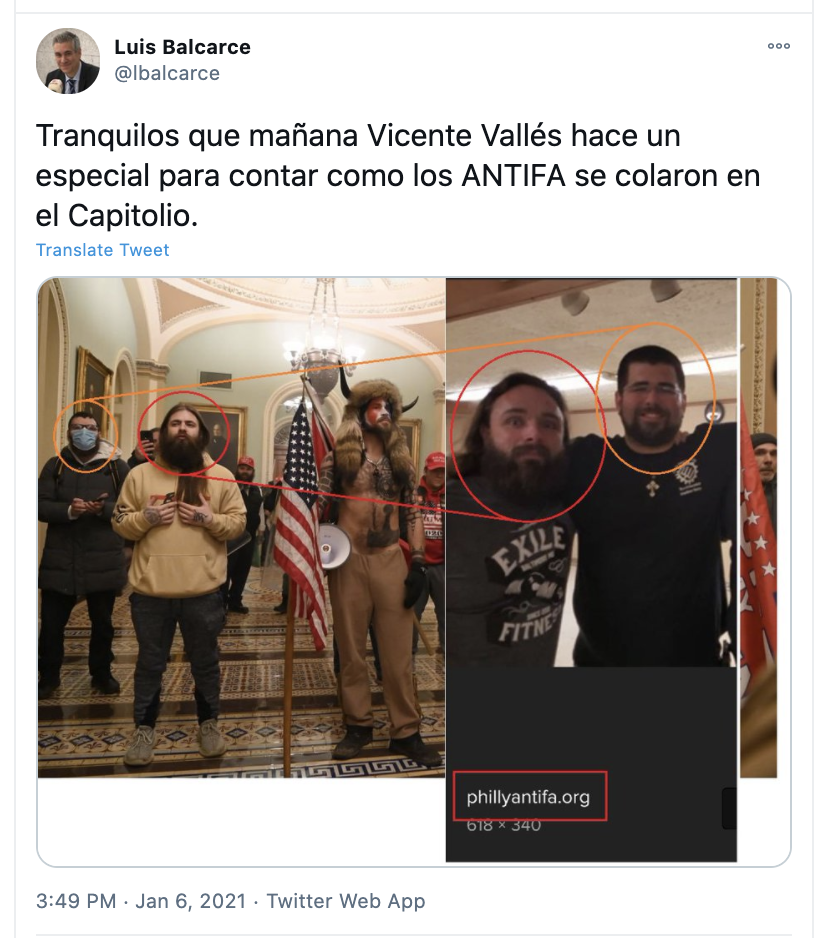 Luis Balcarce
@lbalcarce
Tranquilos que mañana Vicente Vallés hace un
especial para contar como los ANTIFA se colaron en
el Capitolio.
Translate Tweet
EXILE
FITNE
phillyantifa.org
618 × 340
3:49 PM · Jan 6, 2021 · Twitter Web App